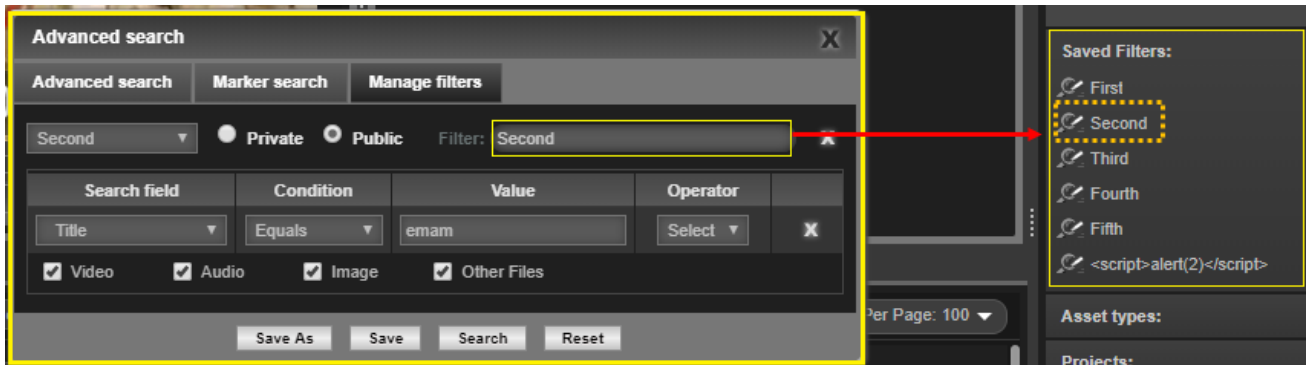 Advanced search X
Advanced search Marker search Manage filters
Second Private Public Filter: Second X
Search field Condition Value Operator
Title Equals emam Select X
Video Audio Image Other Files
Save As Save Search Reset
Per Page: 100
Saved Filters:
First
Second
Third
Fourth
Fifth
<script>alert(2)</script>
Asset types:
Projects: